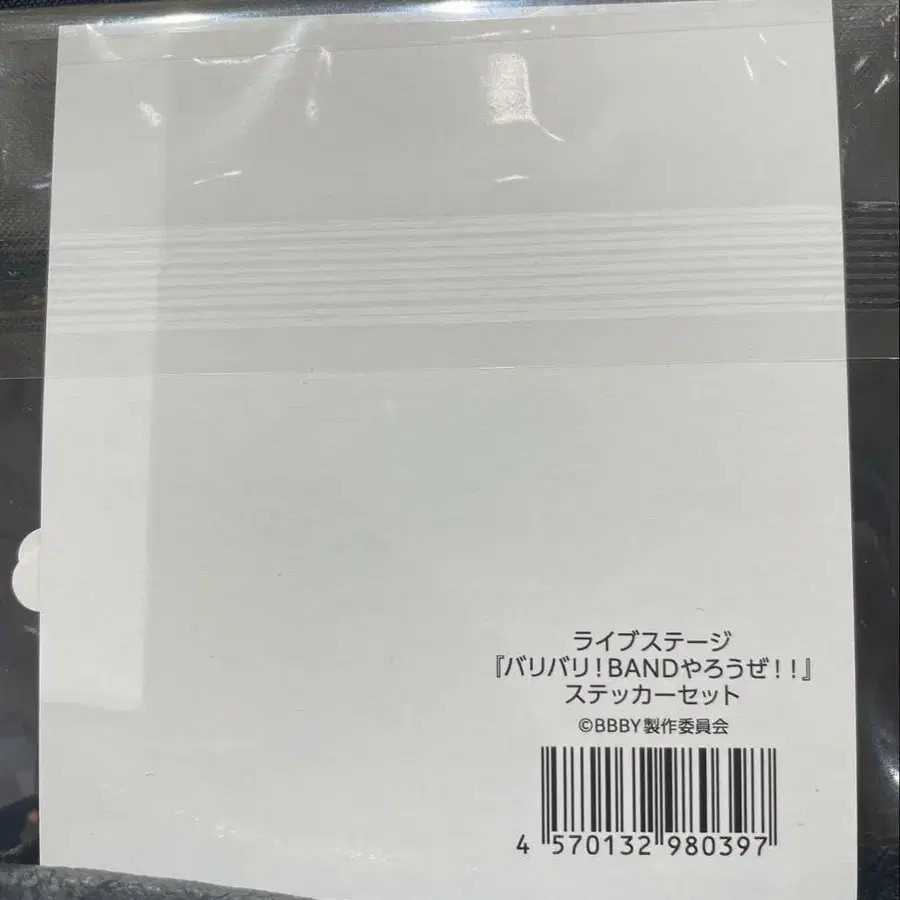 ライブステージ
『バリバリ！BANDやろうぜ！！』
ステッカーセット
©BBBY製作委員会
4 570132 980397